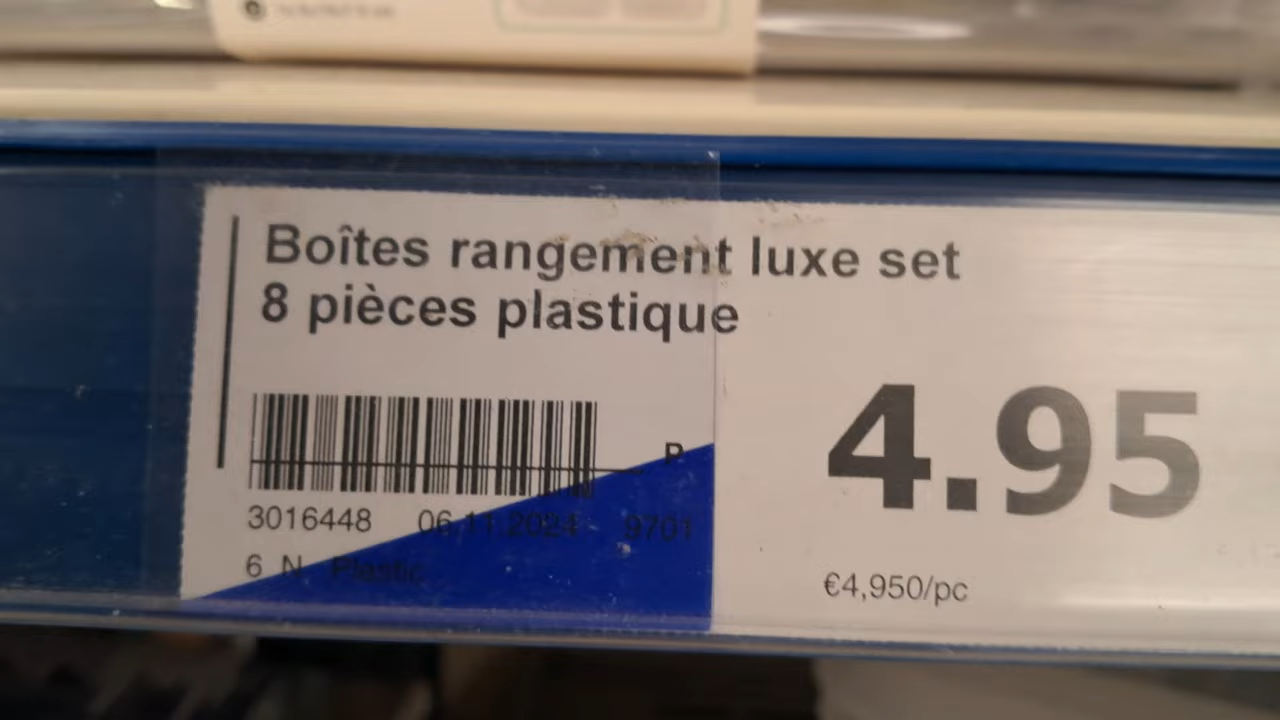 Boîtes rangement luxe set
8 pièces plastique
4.95
3016448 06.11.2024 9701
6 N Plastic
€4,950/pc